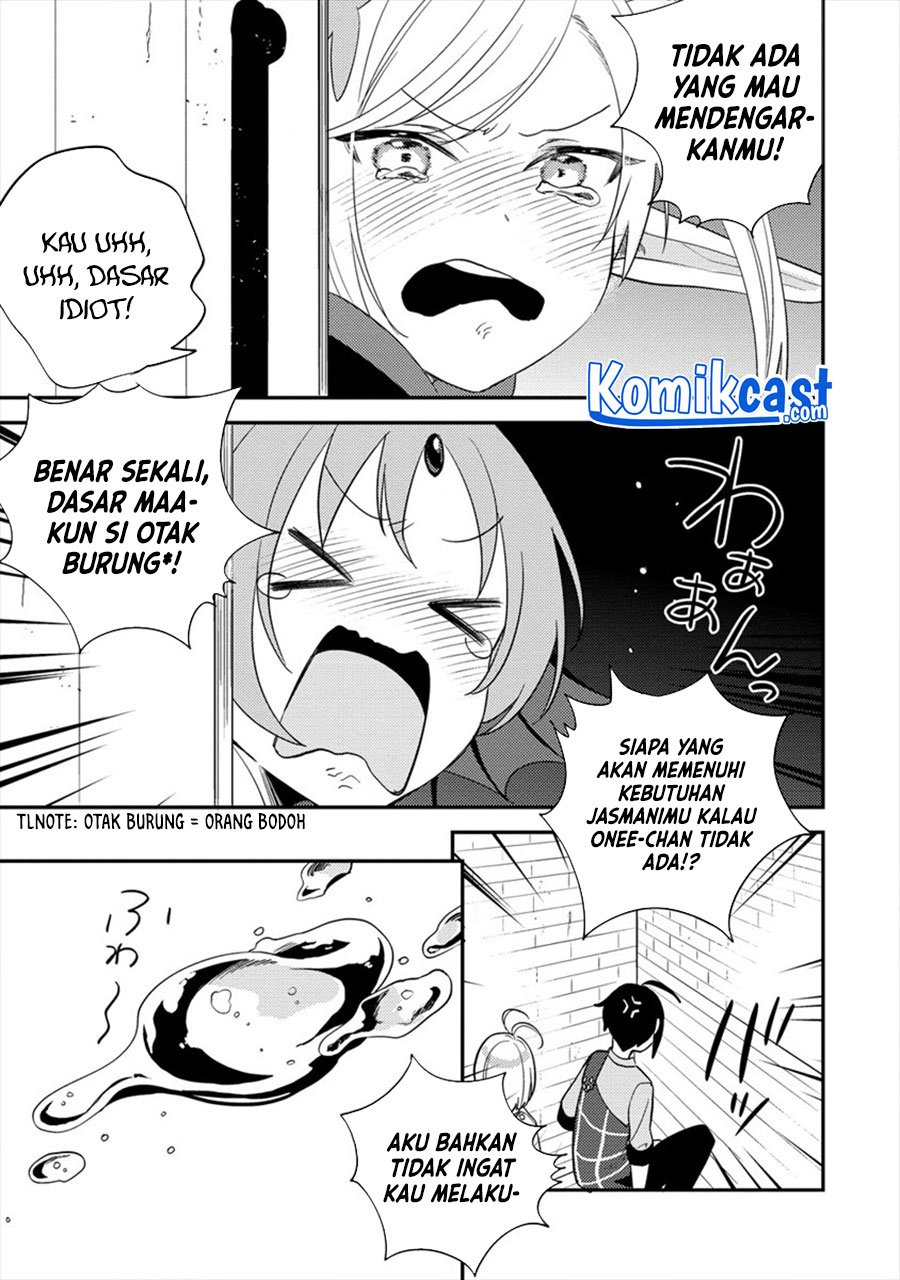 TIDAK ADA
YANG MAU
MENDENGAR-
KANMU!
KAU UHH,
UHH, DASAR
IDIOT!
Komikcast
.com
BENAR SEKALI,
DASAR MAA-
KUN SI OTAK
BURUNG*!
わぁぁぁんっ
SIAPA YANG
AKAN MEMENUHI
KEBUTUHAN
JASMANIMU KALAU
ONEE-CHAN TIDAK
ADA!?
TLNOTE: OTAK BURUNG = ORANG BODOH
ふわ〜
AKU BAHKAN
TIDAK INGAT
KAU MELAKU-